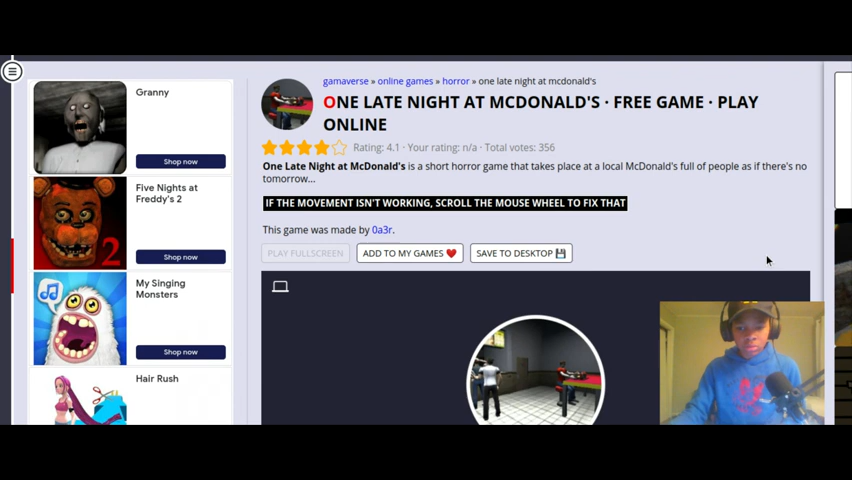 Granny
Shop now
Five Nights at
Freddy's 2
2
Shop now
My Singing
Monsters
Shop now
Hair Rush
gamaverse » online games » horror » one late night at mcdonald's
ONE LATE NIGHT AT MCDONALD'S · FREE GAME · PLAY
ONLINE
Rating: 4.1 · Your rating: n/a · Total votes: 356
One Late Night at McDonald's is a short horror game that takes place at a local McDonald's full of people as if there's no
tomorrow...
IF THE MOVEMENT ISN'T WORKING, SCROLL THE MOUSE WHEEL TO FIX THAT
This game was made by 0a3r.
PLAY FULLSCREEN ADD TO MY GAMES ❤️ SAVE TO DESKTOP 💾